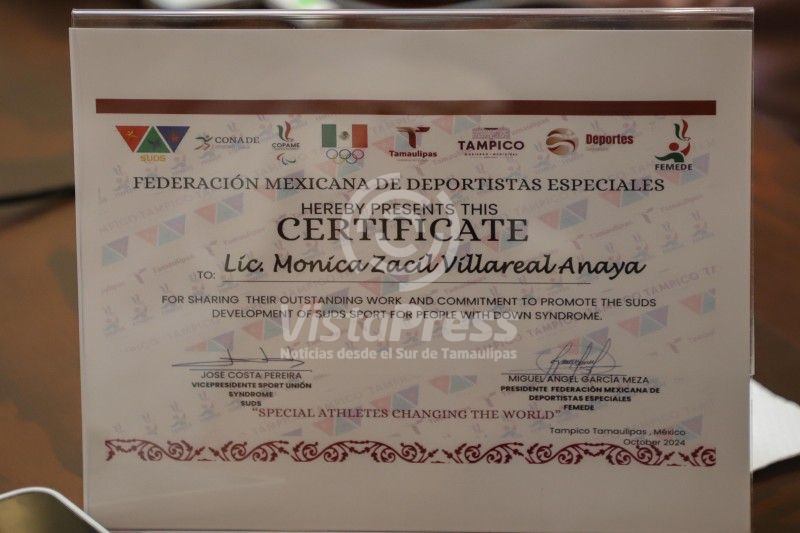 SUDS
CONADE
COPAME
Tamaulipas
TAMPICO
Deportes
FEMEDE
FEDERACIÓN MEXICANA DE DEPORTISTAS ESPECIALES
HEREBY PRESENTS THIS
CERTIFICATE
TO: Lic. Monica Zacil Villareal Anaya
FOR SHARING THEIR OUTSTANDING WORK AND COMMITMENT TO PROMOTE THE SUDS
DEVELOPMENT OF SUDS SPORT FOR PEOPLE WITH DOWN SYNDROME.
VistaPress
Noticias desde el Sur de Tamaulipas
JOSE COSTA PEREIRA
VICEPRESIDENTE SPORT UNIÓN
SYNDROME
SUDS
MIGUEL ANGEL GARCÍA MEZA
PRESIDENTE FEDERACIÓN MEXICANA DE
DEPORTISTAS ESPECIALES
FEMEDE
“SPECIAL ATHLETES CHANGING THE WORLD”
Tampico Tamaulipas , México
October 2024